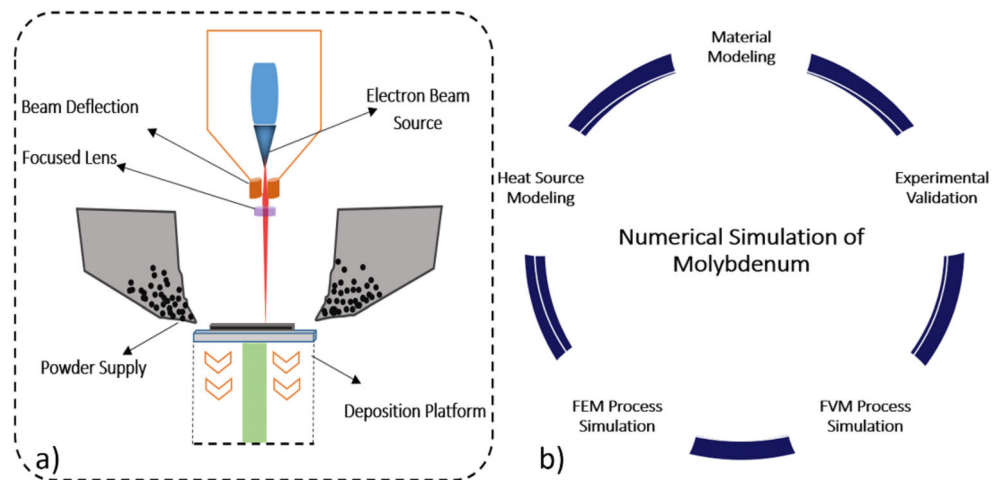 Beam Deflection
Electron Beam
Source
Focused Lens
Powder Supply
Deposition Platform
a)
Material
Modeling
Heat Source
Modeling
Experimental
Validation
Numerical Simulation of
Molybdenum
FEM Process
Simulation
FVM Process
Simulation
b)